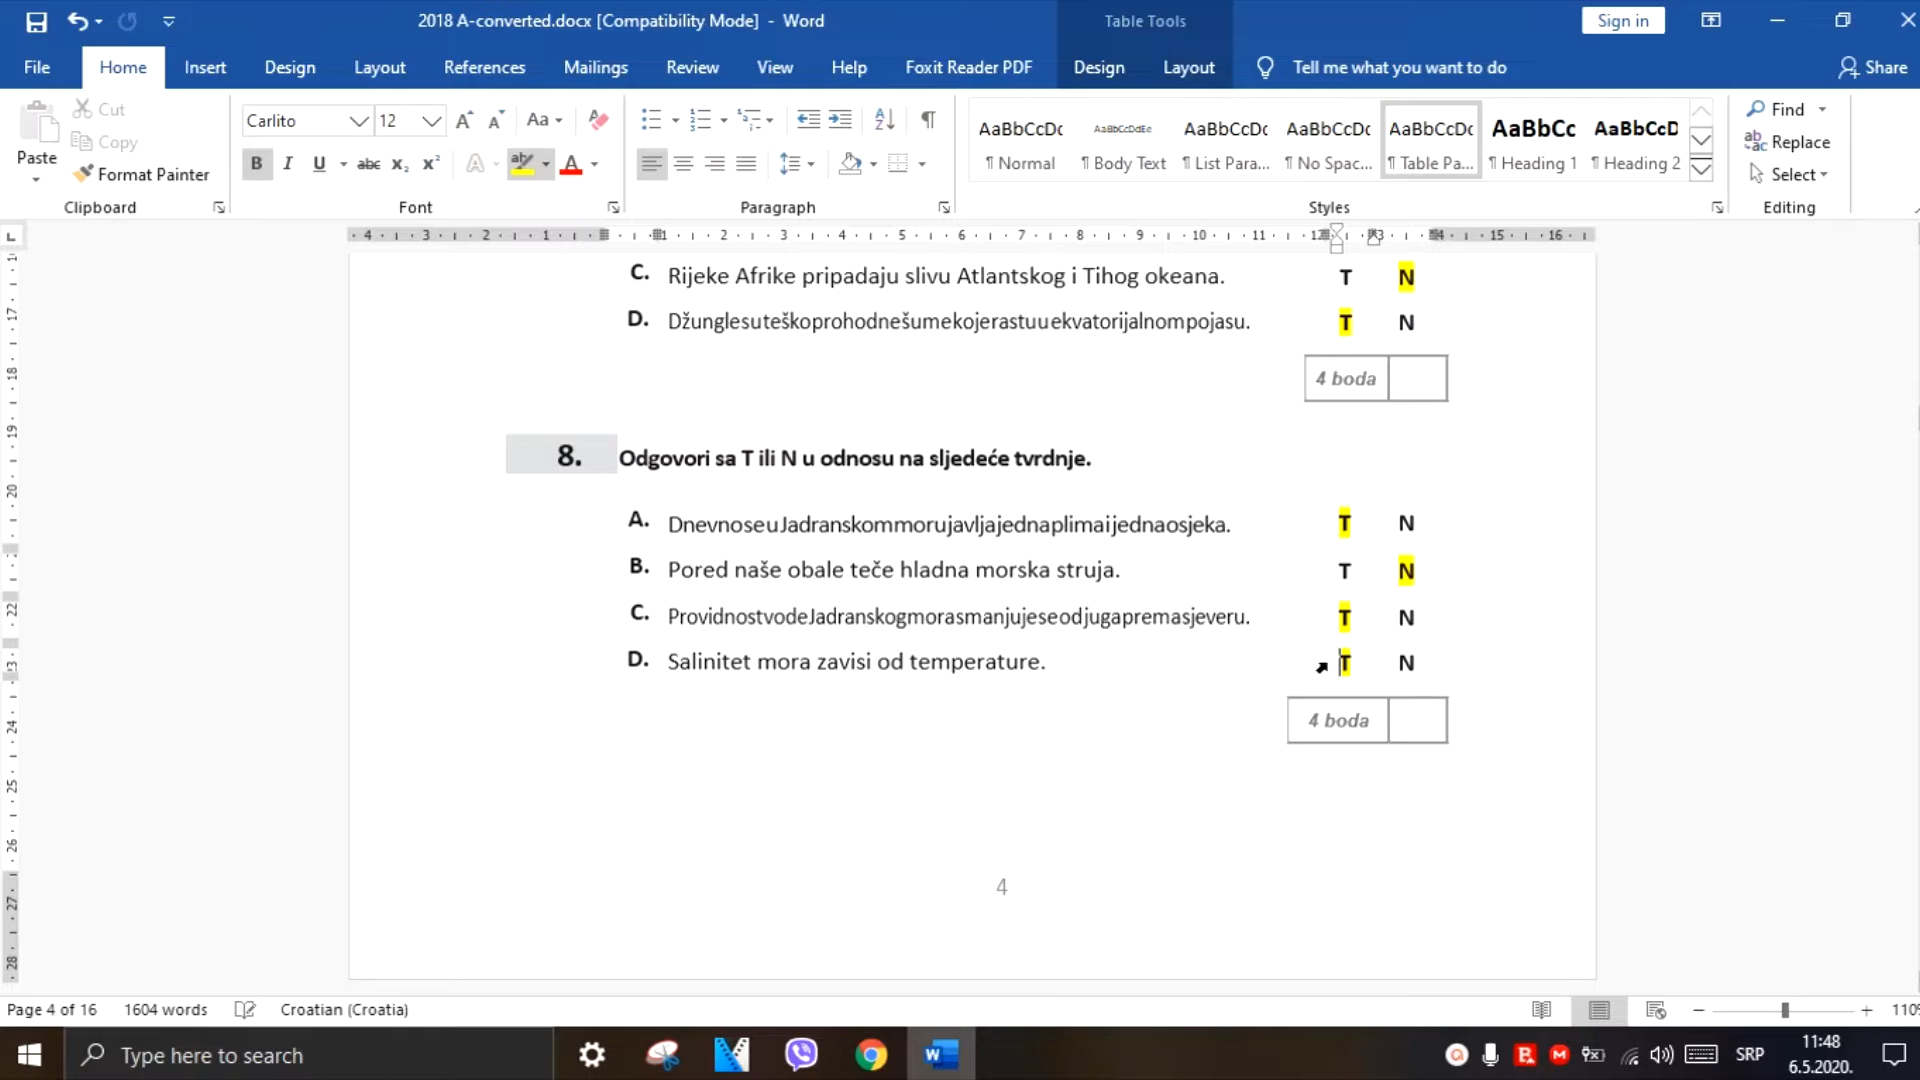 2018 A-converted.docx [Compatibility Mode] - Word
Table Tools
Sign in
File Home Insert Design Layout References Mailings Review View Help Foxit Reader PDF Design Layout Tell me what you want to do Share
Paste
Cut
Copy
Format Painter
Clipboard
Carlito 12
Font
Paragraph
AaBbCcDc AaBbCcDdEe AaBbCcDc AaBbCcDc AaBbCcDc AaBbCc AaBbCcD
¶ Normal ¶ Body Text ¶ List Para... ¶ No Spac... ¶ Table Pa... ¶ Heading 1 ¶ Heading 2
Styles
Find
Replace
Select
Editing
C. Rijeke Afrike pripadaju slivu Atlantskog i Tihog okeana. T N
D. Džunglesuteškoprohodnešumekojerastuuekvatorijalnompojasu. T N
4 boda
8. Odgovori sa T ili N u odnosu na sljedeće tvrdnje.
A. DnevnoseuJadranskommorujavljajednaplimaijednaosjeka. T N
B. Pored naše obale teče hladna morska struja. T N
C. ProvidnostvodeJadranskogmorasmanjujeseodjugapremasjeveru. T N
D. Salinitet mora zavisi od temperature. T N
4 boda
4
Page 4 of 16 1604 words Croatian (Croatia) 110%
Type here to search
SRP
11:48
6.5.2020.